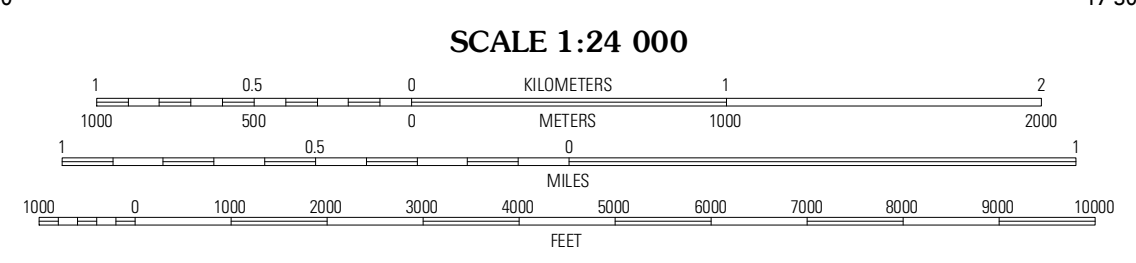 SCALE 1:24 000
1 0.5 0 KILOMETERS 1 2
1000 500 0 METERS 1000 2000
1 0.5 0 1
MILES
1000 0 1000 2000 3000 4000 5000 6000 7000 8000 9000 10000
FEET